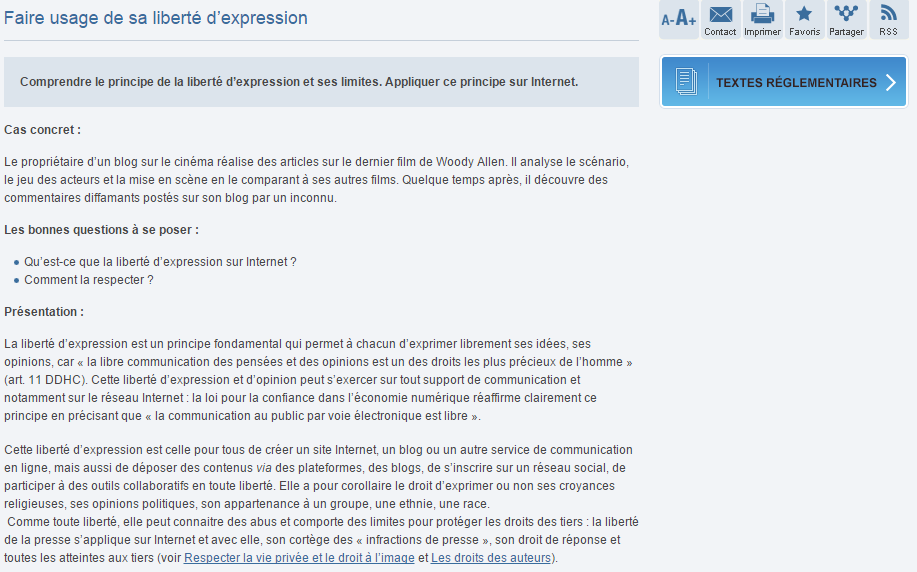 Faire usage de sa liberté d'expression
A- A+
Contact
Imprimer
Favoris
Partager
RSS
Comprendre le principe de la liberté d'expression et ses limites. Appliquer ce principe sur Internet.
TEXTES RÉGLEMENTAIRES
Cas concret :
Le propriétaire d'un blog sur le cinéma réalise des articles sur le dernier film de Woody Allen. Il analyse le scénario,
le jeu des acteurs et la mise en scène en le comparant à ses autres films. Quelque temps après, il découvre des
commentaires diffamants postés sur son blog par un inconnu.
Les bonnes questions à se poser :
• Qu'est-ce que la liberté d'expression sur Internet ?
• Comment la respecter ?
Présentation :
La liberté d'expression est un principe fondamental qui permet à chacun d'exprimer librement ses idées, ses
opinions, car « la libre communication des pensées et des opinions est un des droits les plus précieux de l'homme »
(art. 11 DDHC). Cette liberté d'expression et d'opinion peut s'exercer sur tout support de communication et
notamment sur le réseau Internet : la loi pour la confiance dans l'économie numérique réaffirme clairement ce
principe en précisant que « la communication au public par voie électronique est libre ».
Cette liberté d'expression est celle pour tous de créer un site Internet, un blog ou un autre service de communication
en ligne, mais aussi de déposer des contenus via des plateformes, des blogs, de s'inscrire sur un réseau social, de
participer à des outils collaboratifs en toute liberté. Elle a pour corollaire le droit d'exprimer ou non ses croyances
religieuses, ses opinions politiques, son appartenance à un groupe, une ethnie, une race.
Comme toute liberté, elle peut connaitre des abus et comporte des limites pour protéger les droits des tiers : la liberté
de la presse s'applique sur Internet et avec elle, son cortège des « infractions de presse », son droit de réponse et
toutes les atteintes aux tiers (voir Respecter la vie privée et le droit à l'image et Les droits des auteurs).